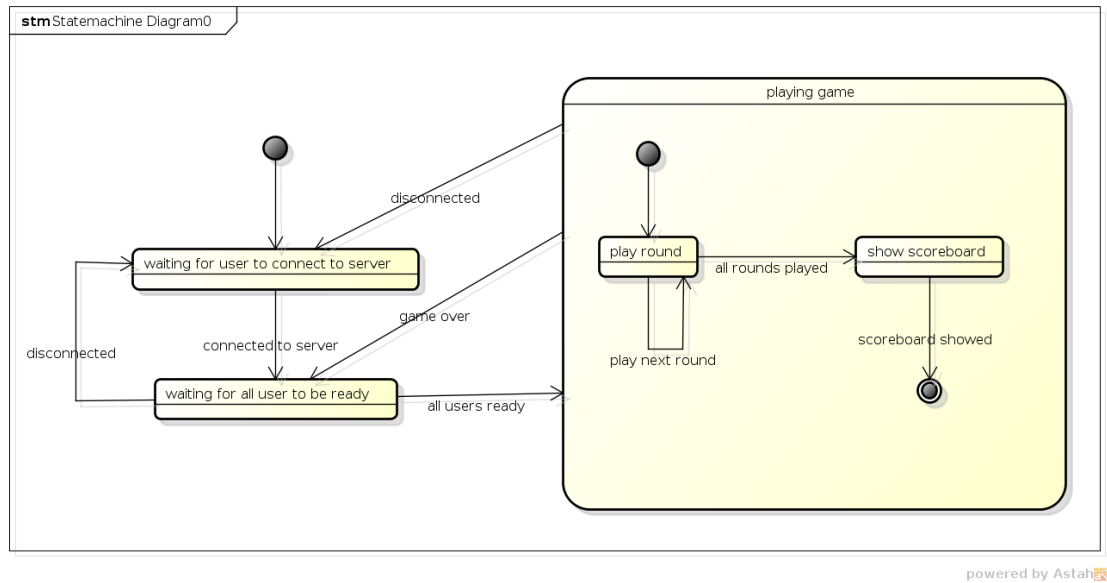 stm Statemachine Diagram0
playing game
disconnected
waiting for user to connect to server
play round
show scoreboard
all rounds played
game over
connected to server
scoreboard showed
disconnected
play next round
waiting for all user to be ready
all users ready
powered by Astah